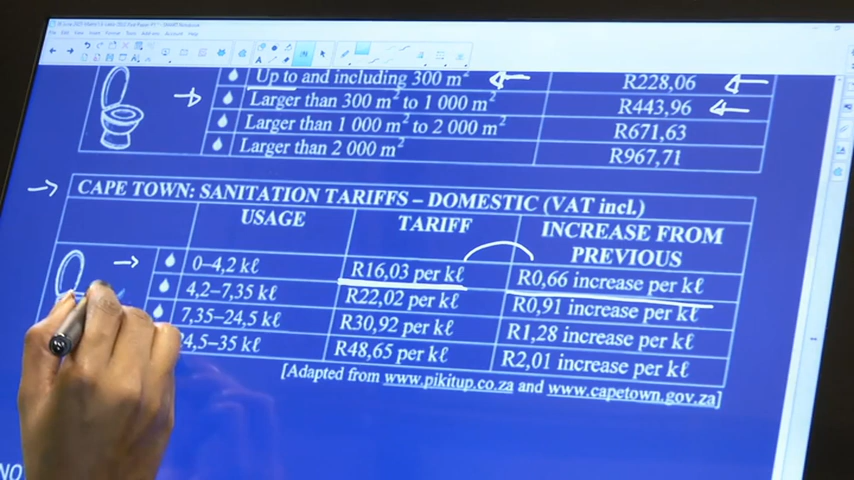 Up to and including 300 m² R228,06
Larger than 300 m² to 1 000 m² R443,96
Larger than 1 000 m² to 2 000 m² R671,63
Larger than 2 000 m² R967,71
CAPE TOWN: SANITATION TARIFFS – DOMESTIC (VAT incl.)
USAGE TARIFF INCREASE FROM PREVIOUS
0–4,2 kℓ R16,03 per kℓ R0,66 increase per kℓ
4,2–7,35 kℓ R22,02 per kℓ R0,91 increase per kℓ
7,35–24,5 kℓ R30,92 per kℓ R1,28 increase per kℓ
4,5–35 kℓ R48,65 per kℓ R2,01 increase per kℓ
[Adapted from www.pikitup.co.za and www.capetown.gov.za]
NO